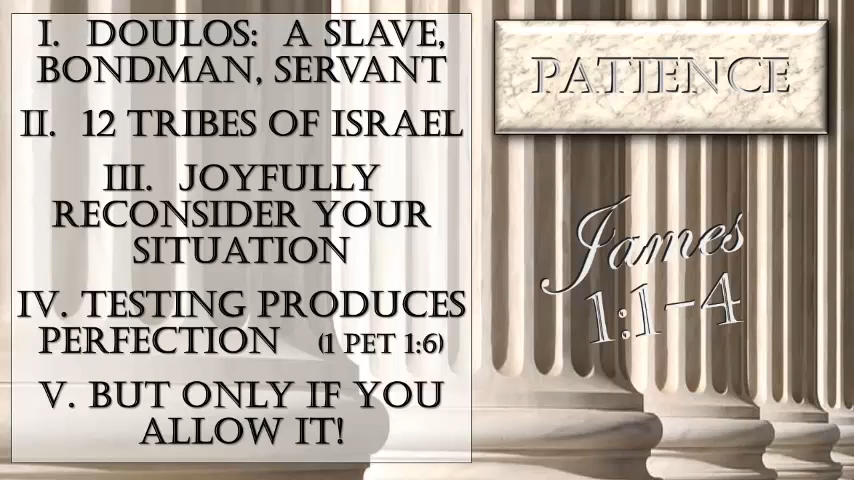 I. DOULOS: A SLAVE,
BONDMAN, SERVANT
II. 12 TRIBES OF ISRAEL
III. JOYFULLY
RECONSIDER YOUR
SITUATION
IV. TESTING PRODUCES
PERFECTION (1 PET 1:6)
V. BUT ONLY IF YOU
ALLOW IT!
PATIENCE
James
1:1-4